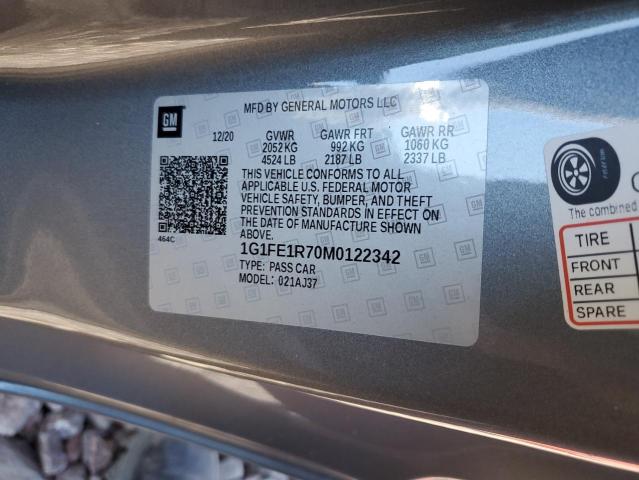 MFD BY GENERAL MOTORS LLC
GM
12/20 GVWR GAWR FRT GAWR RR
2052 KG 992 KG 1060 KG
4524 LB 2187 LB 2337 LB
THIS VEHICLE CONFORMS TO ALL
APPLICABLE U.S. FEDERAL MOTOR
VEHICLE SAFETY, BUMPER, AND THEFT
PREVENTION STANDARDS IN EFFECT ON
THE DATE OF MANUFACTURE SHOWN
ABOVE.
464C
1G1FE1R70M0122342
TYPE: PASS CAR
MODEL: 021AJ37
The combined
TIRE
FRONT
REAR
SPARE